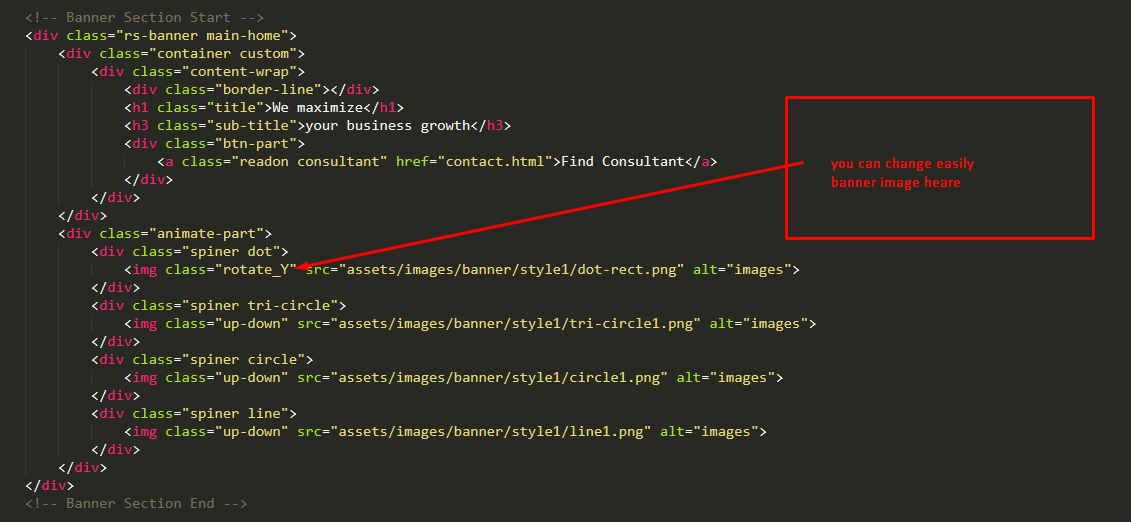 <!-- Banner Section Start -->
<div class="rs-banner main-home">
<div class="container custom">
<div class="content-wrap">
<div class="border-line"></div>
<h1 class="title">We maximize</h1>
<h3 class="sub-title">your business growth</h3>
<div class="btn-part">
<a class="readon consultant" href="contact.html">Find Consultant</a>
</div>
</div>
</div>
<div class="animate-part">
<div class="spiner dot">
<img class="rotate_Y" src="assets/images/banner/style1/dot-rect.png" alt="images">
</div>
<div class="spiner tri-circle">
<img class="up-down" src="assets/images/banner/style1/tri-circle1.png" alt="images">
</div>
<div class="spiner circle">
<img class="up-down" src="assets/images/banner/style1/circle1.png" alt="images">
</div>
<div class="spiner line">
<img class="up-down" src="assets/images/banner/style1/line1.png" alt="images">
</div>
</div>
</div>
<!-- Banner Section End -->
you can change easily
banner image heare